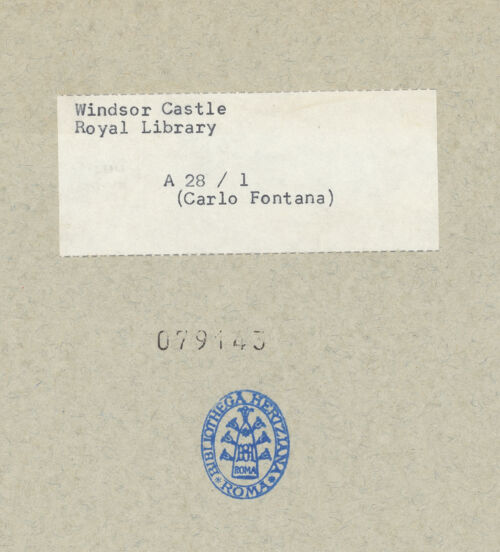 Windsor Castle
Royal Library
A 28 / 1
(Carlo Fontana)
079143
BIBLIOTHECA HERTZIANA
ROMA
* ROMA *